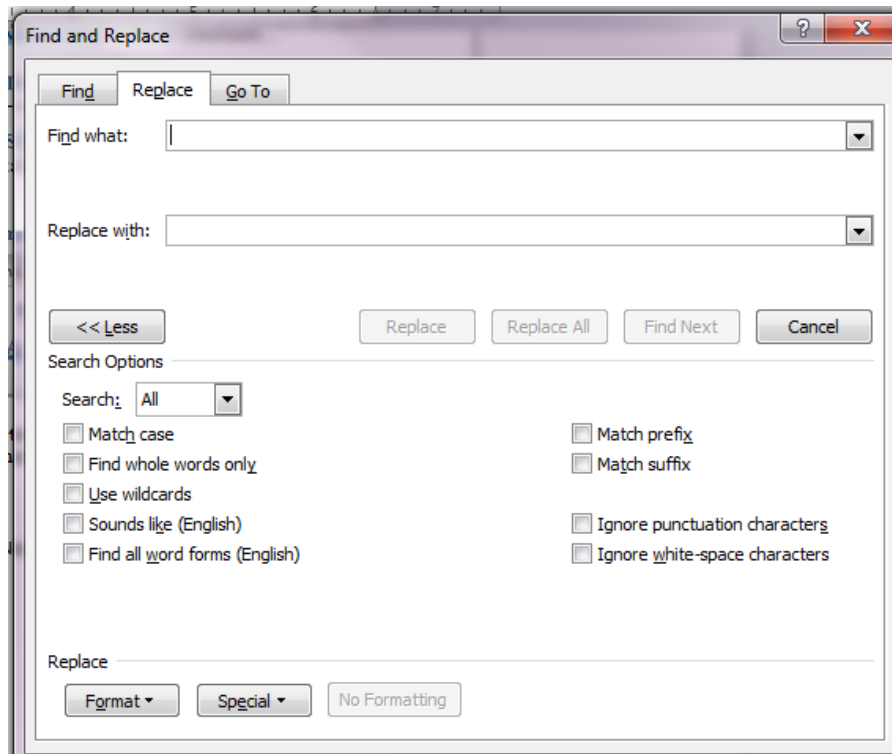 Find and Replace
Find Replace Go To
Find what:
Replace with:
<< Less Replace Replace All Find Next Cancel
Search Options
Search: All
Match case Match prefix
Find whole words only Match suffix
Use wildcards
Sounds like (English) Ignore punctuation characters
Find all word forms (English) Ignore white-space characters
Replace
Format Special No Formatting